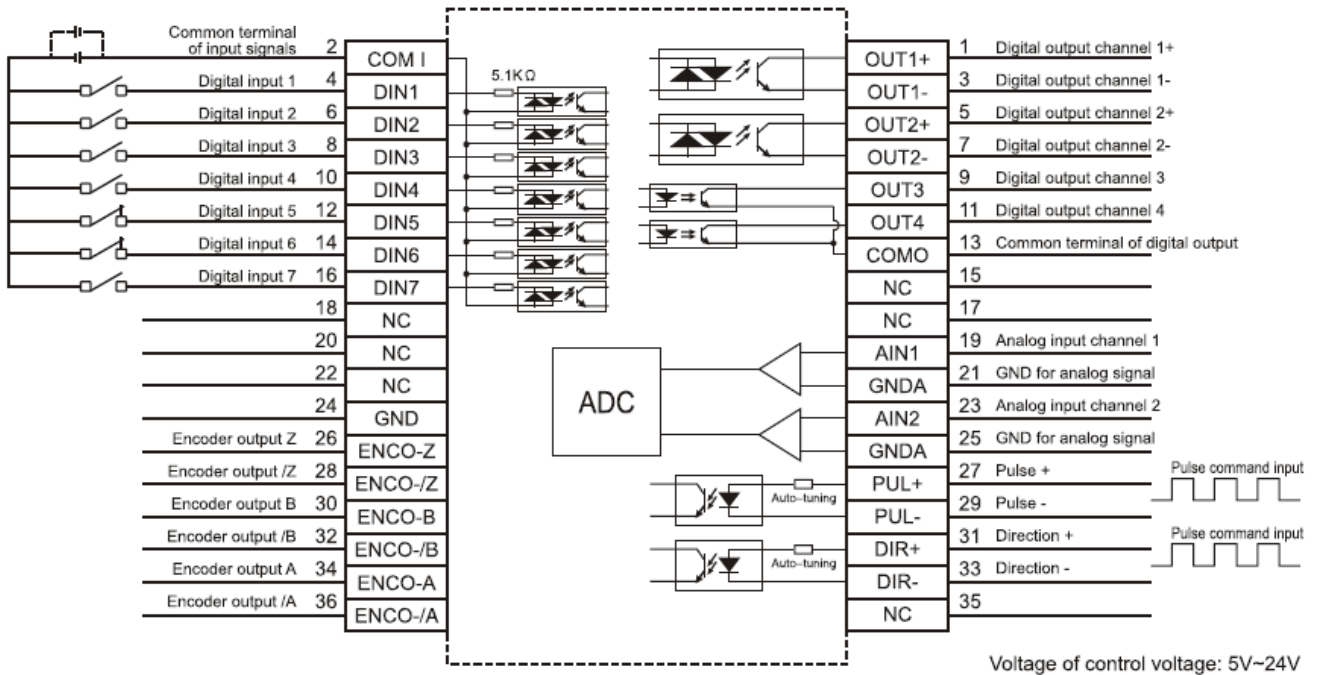 Common terminal
of input signals
2
COM I
Digital input 1
4
DIN1
Digital input 2
6
DIN2
Digital input 3
8
DIN3
Digital input 4
10
DIN4
Digital input 5
12
DIN5
Digital input 6
14
DIN6
Digital input 7
16
DIN7
18
NC
20
NC
22
NC
24
GND
Encoder output Z
26
ENCO-Z
Encoder output /Z
28
ENCO-/Z
Encoder output B
30
ENCO-B
Encoder output /B
32
ENCO-/B
Encoder output A
34
ENCO-A
Encoder output /A
36
ENCO-/A
5.1KΩ
ADC
Auto-tuning
Auto-tuning
OUT1+
1
Digital output channel 1+
OUT1-
3
Digital output channel 1-
OUT2+
5
Digital output channel 2+
OUT2-
7
Digital output channel 2-
OUT3
9
Digital output channel 3
OUT4
11
Digital output channel 4
COMO
13
Common terminal of digital output
NC
15
NC
17
AIN1
19
Analog input channel 1
GNDA
21
GND for analog signal
AIN2
23
Analog input channel 2
GNDA
25
GND for analog signal
PUL+
27
Pulse +
Pulse command input
PUL-
29
Pulse -
DIR+
31
Direction +
Pulse command input
DIR-
33
Direction -
NC
35
Voltage of control voltage: 5V~24V